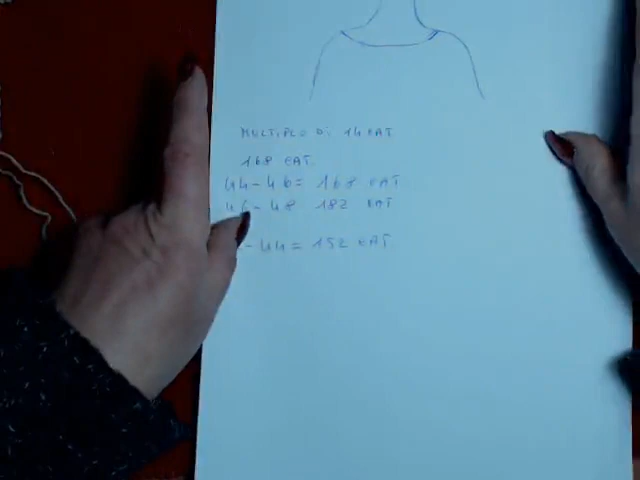 MULTIPLO DI 14 CAT
168 CAT.
44-46= 168 CAT
46-48 182 CAT
-44= 152 CAT